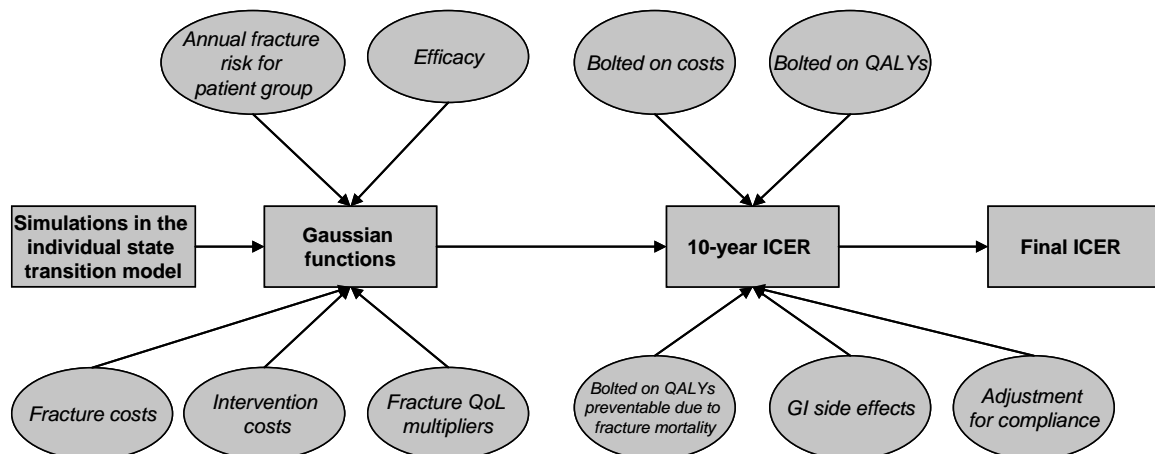 Annual fracture
risk for
patient group
Efficacy
Bolted on costs
Bolted on QALYs
Simulations in the
individual state
transition model
Gaussian
functions
10-year ICER
Final ICER
Fracture costs
Intervention
costs
Fracture QoL
multipliers
Bolted on QALYs
preventable due to
fracture mortality
GI side effects
Adjustment
for compliance